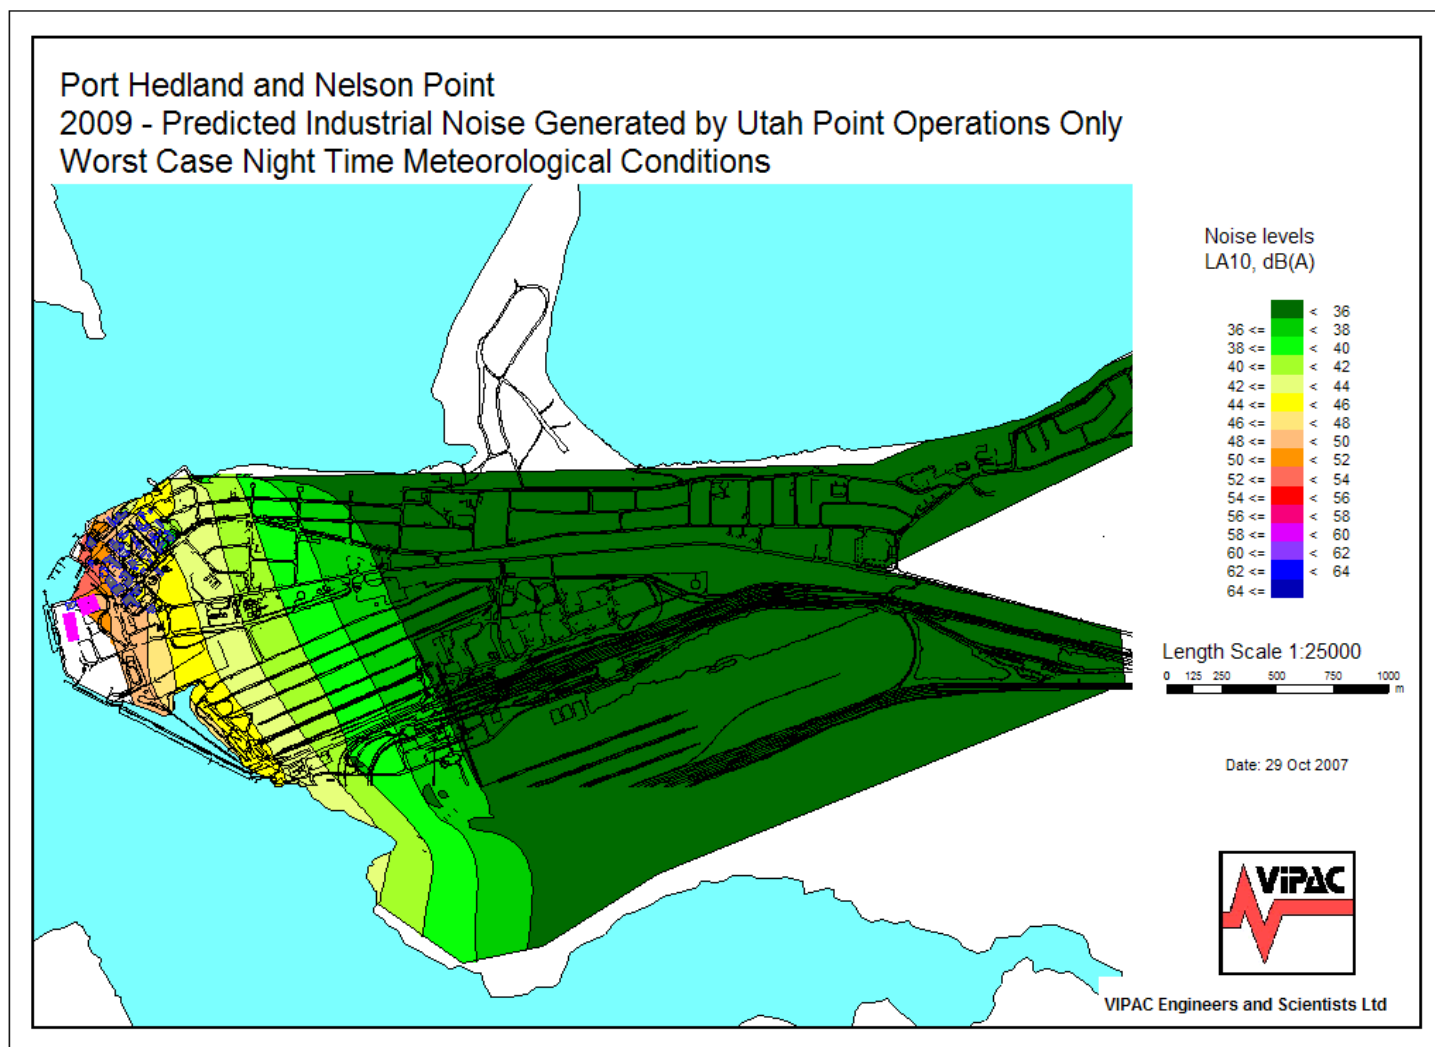 Port Hedland and Nelson Point
2009 - Predicted Industrial Noise Generated by Utah Point Operations Only
Worst Case Night Time Meteorological Conditions
Noise levels
LA10, dB(A)
< 36
36 <= < 38
38 <= < 40
40 <= < 42
42 <= < 44
44 <= < 46
46 <= < 48
48 <= < 50
50 <= < 52
52 <= < 54
54 <= < 56
56 <= < 58
58 <= < 60
60 <= < 62
62 <= < 64
64 <=
Length Scale 1:25000
0 125 250 500 750 1000
m
Date: 29 Oct 2007
ViPAC
VIPAC Engineers and Scientists Ltd